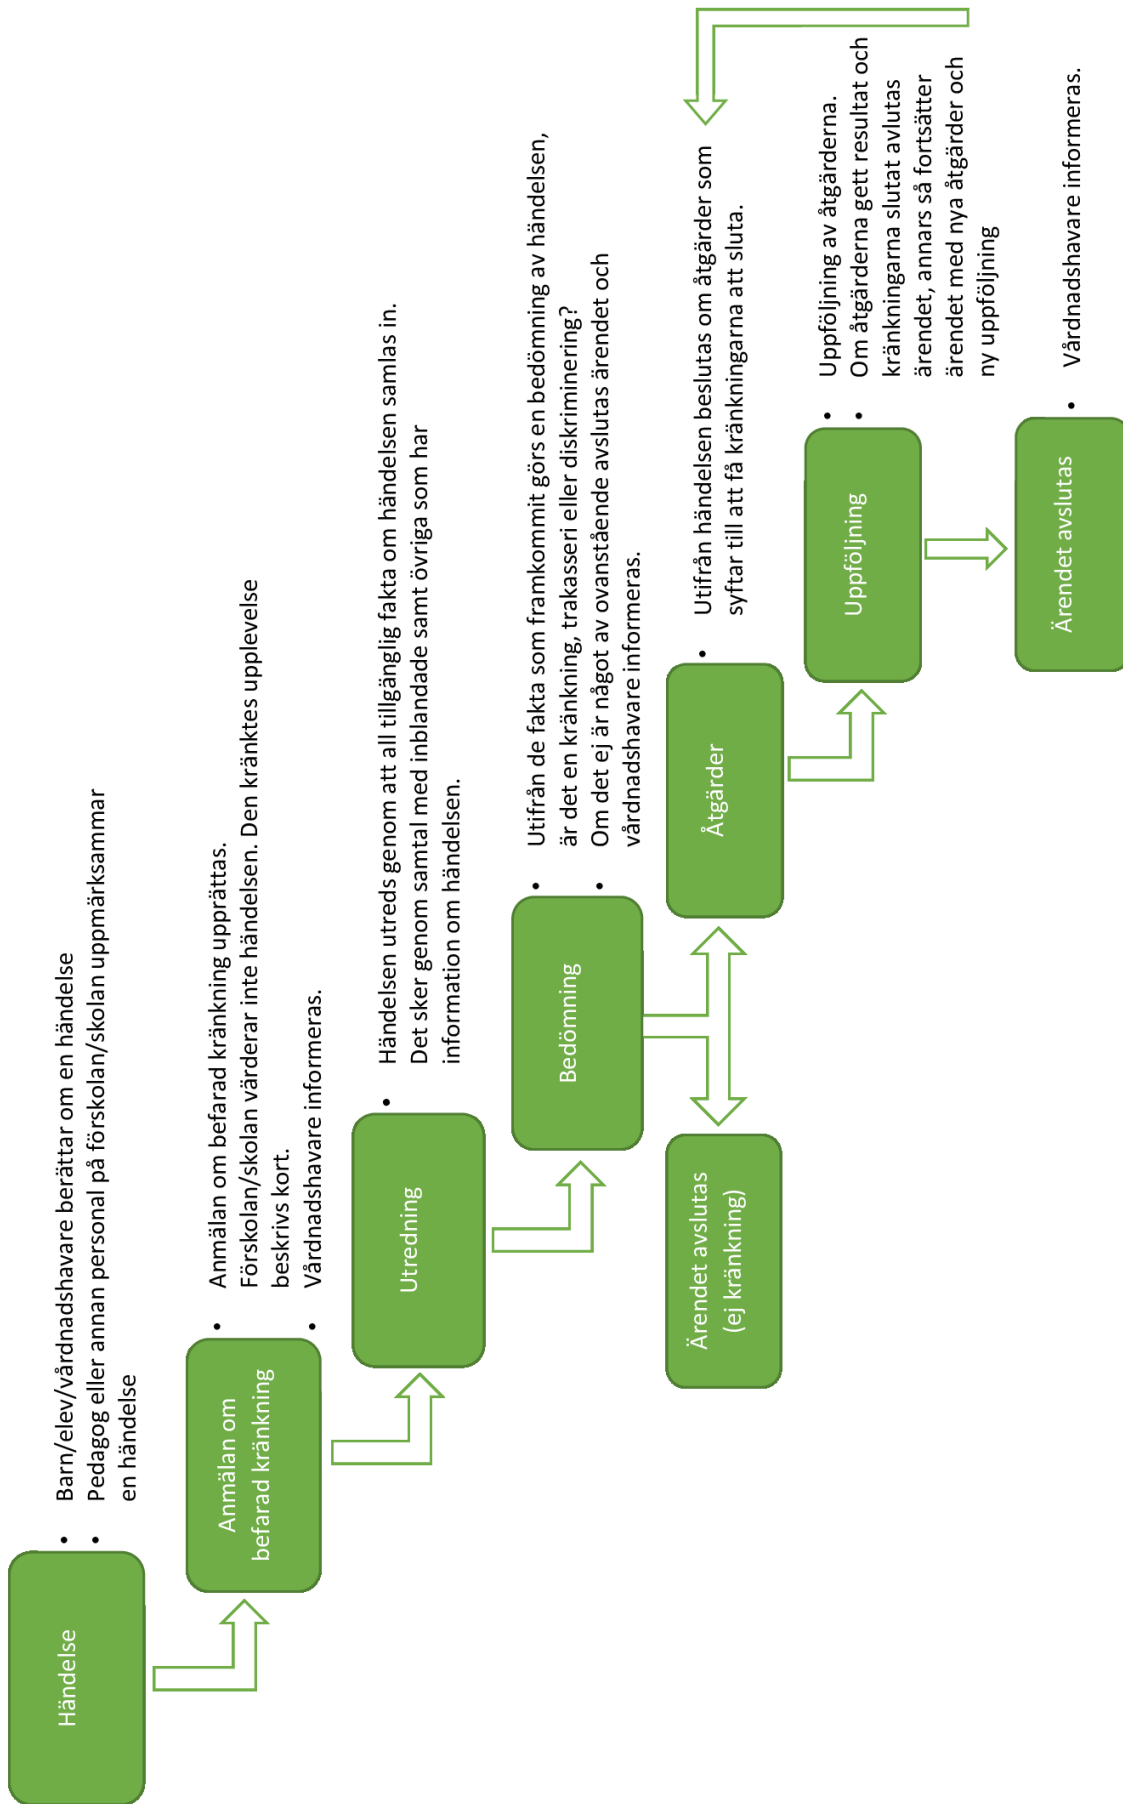 Händelse
• Barn/elev/vårdnadshavare berättar om en händelse
• Pedagog eller annan personal på förskolan/skolan uppmärksammar
en händelse
Anmälan om
befarad kränkning
• Anmälan om befarad kränkning upprättas.
Förskolan/skolan värderar inte händelsen. Den kränktes upplevelse
beskrivs kort.
• Vårdnadshavare informeras.
Utredning
• Händelsen utreds genom att all tillgänglig fakta om händelsen samlas in.
Det sker genom samtal med inblandade samt övriga som har
information om händelsen.
Bedömning
• Utifrån de fakta som framkommit görs en bedömning av händelsen,
är det en kränkning, trakasseri eller diskriminering?
• Om det ej är något av ovanstående avslutas ärendet och
vårdnadshavare informeras.
Ärendet avslutas
(ej kränkning)
Åtgärder
• Utifrån händelsen beslutas om åtgärder som
syftar till att få kränkningarna att sluta.
Uppföljning
• Uppföljning av åtgärderna.
• Om åtgärderna gett resultat och
kränkningarna slutat avlutas
ärendet, annars så fortsätter
ärendet med nya åtgärder och
ny uppföljning
Ärendet avslutas
• Vårdnadshavare informeras.